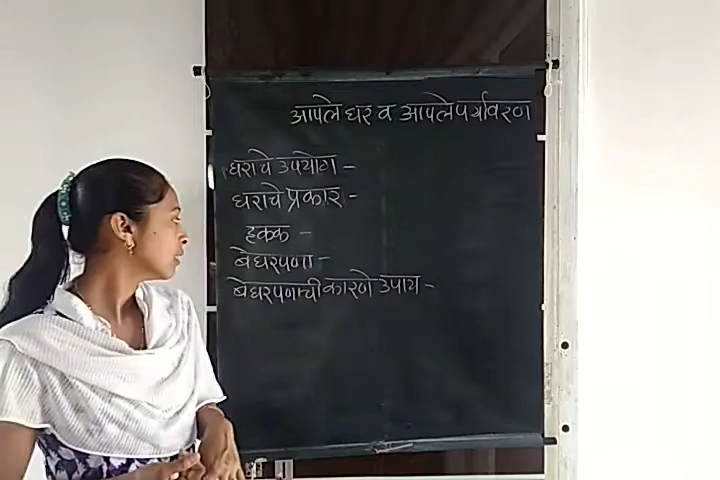 आपले घर व आपले पर्यावरण
घराचे उपयोग -
घराचे प्रकार -
हक्क -
बेघरपणा -
बेघरपणाची कारणे उपाय -